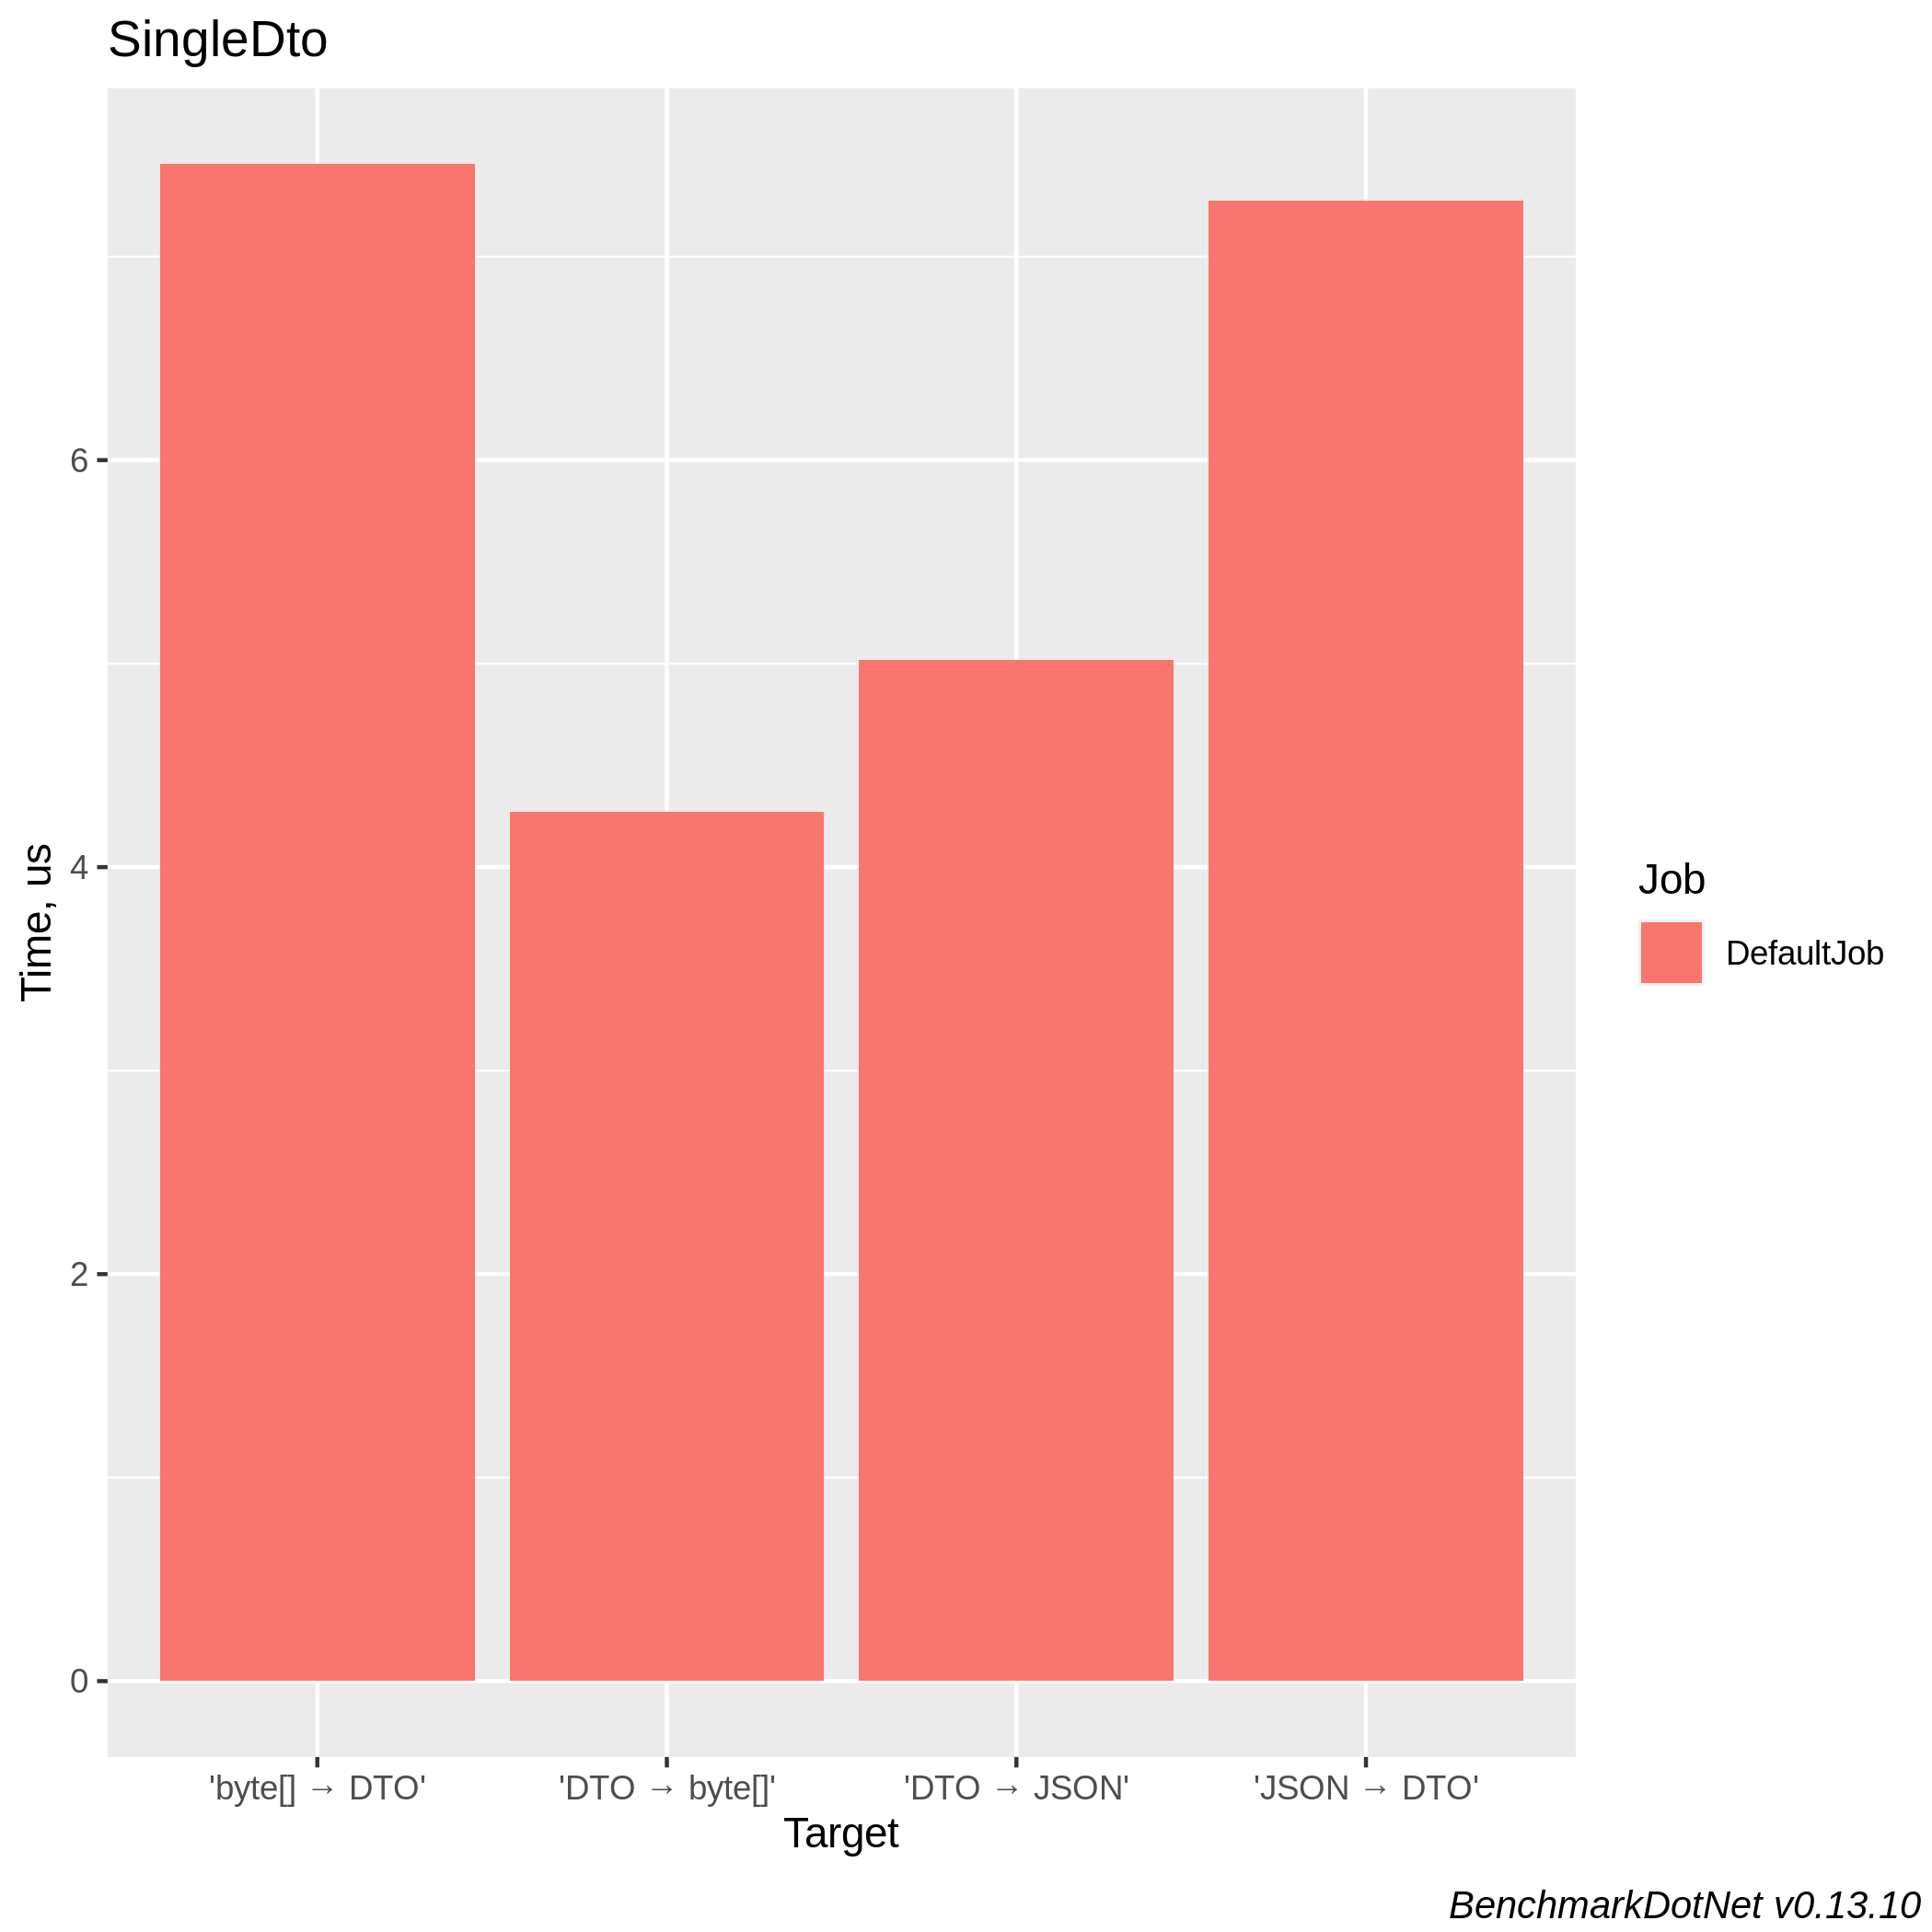 SingleDto
Time, us
6
4
2
0
'byte[] → DTO'
'DTO → byte[]'
'DTO → JSON'
'JSON → DTO'
Target
Job
DefaultJob
BenchmarkDotNet v0.13.10